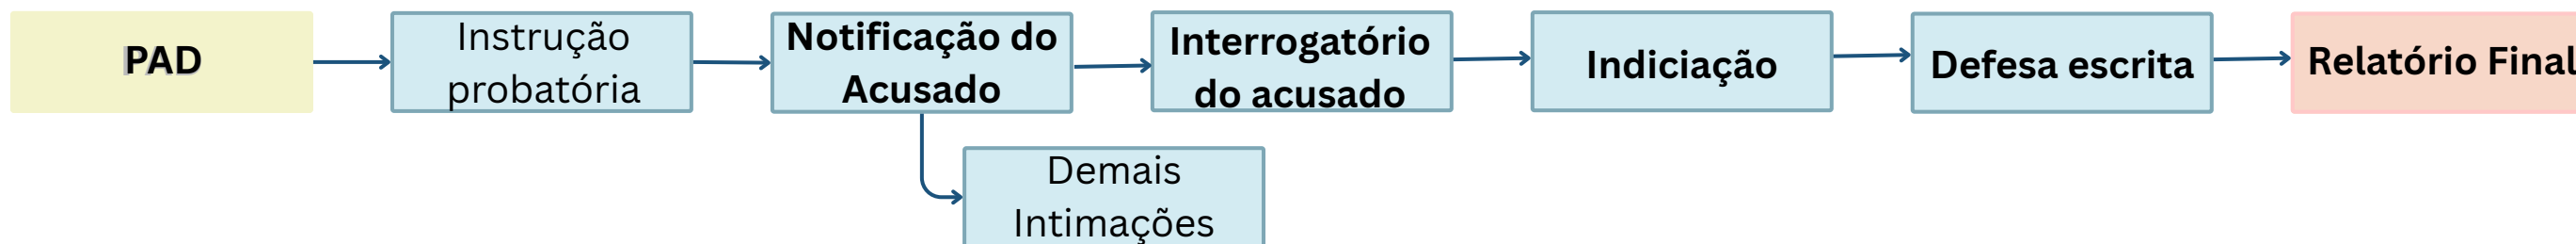 PAD
Instrução
probatória
Notificação do
Acusado
Interrogatório
do acusado
Indiciação
Defesa escrita
Relatório Final
Demais
Intimações